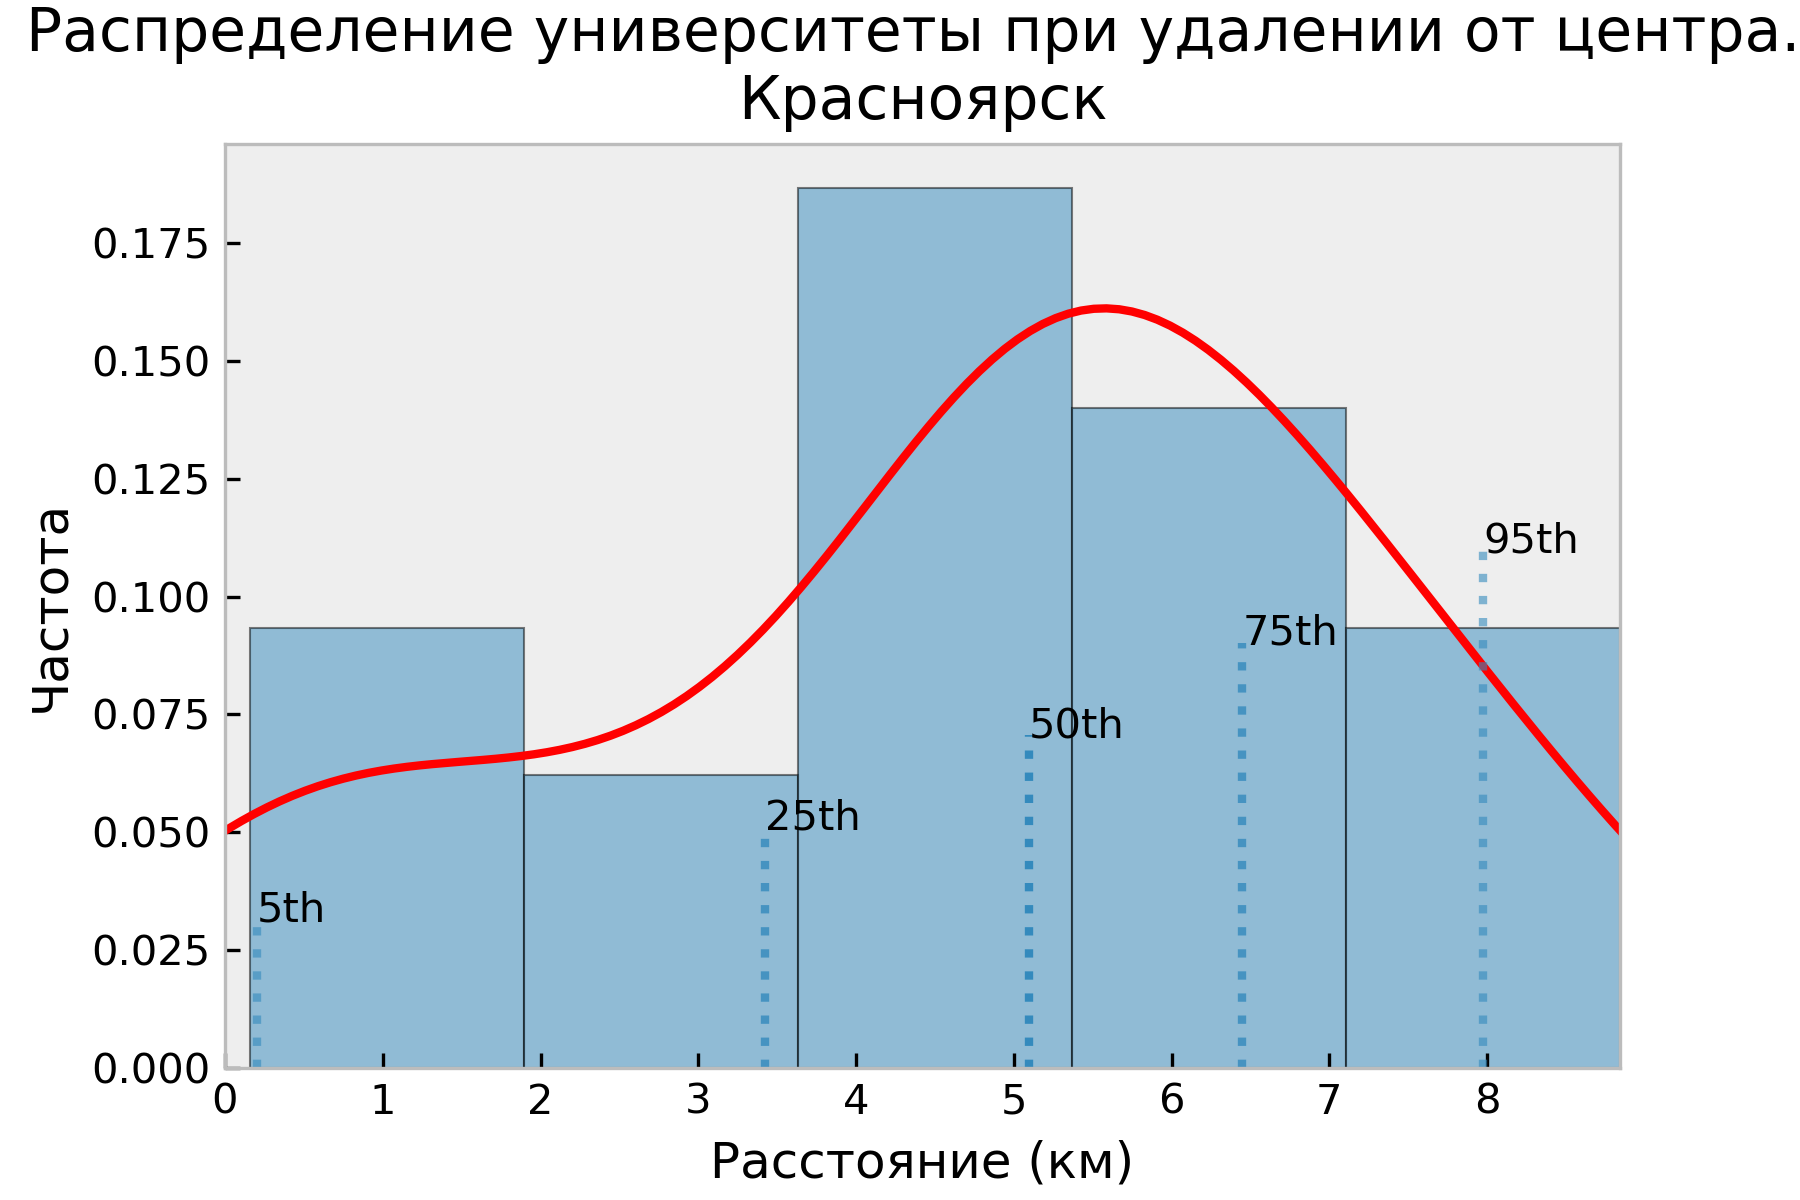 Распределение университеты при удалении от центра.
Красноярск
0.175
0.150
0.125
0.100
0.075
0.050
0.025
0.000
Частота
5th
25th
50th
75th
95th
0 1 2 3 4 5 6 7 8
Расстояние (км)